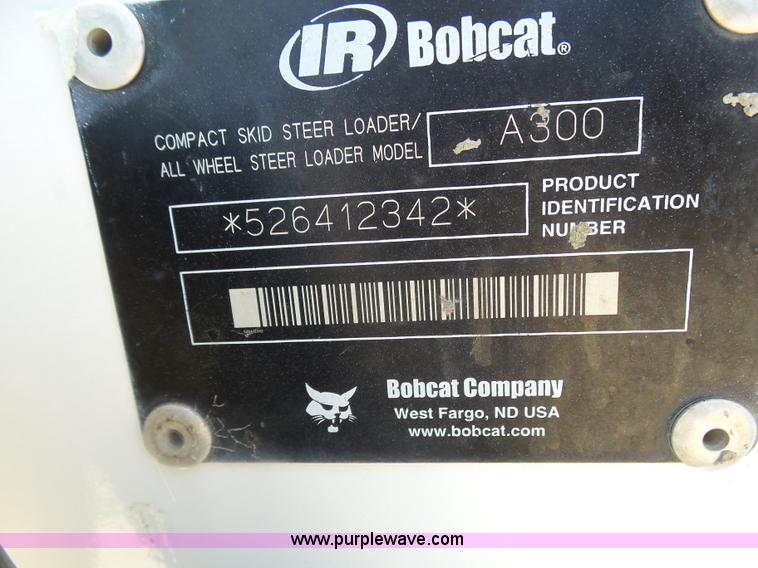 IR Bobcat®
COMPACT SKID STEER LOADER/
ALL WHEEL STEER LOADER MODEL
A300
*526412342*
PRODUCT
IDENTIFICATION
NUMBER
Bobcat Company
West Fargo, ND USA
www.bobcat.com
www.purplewave.com